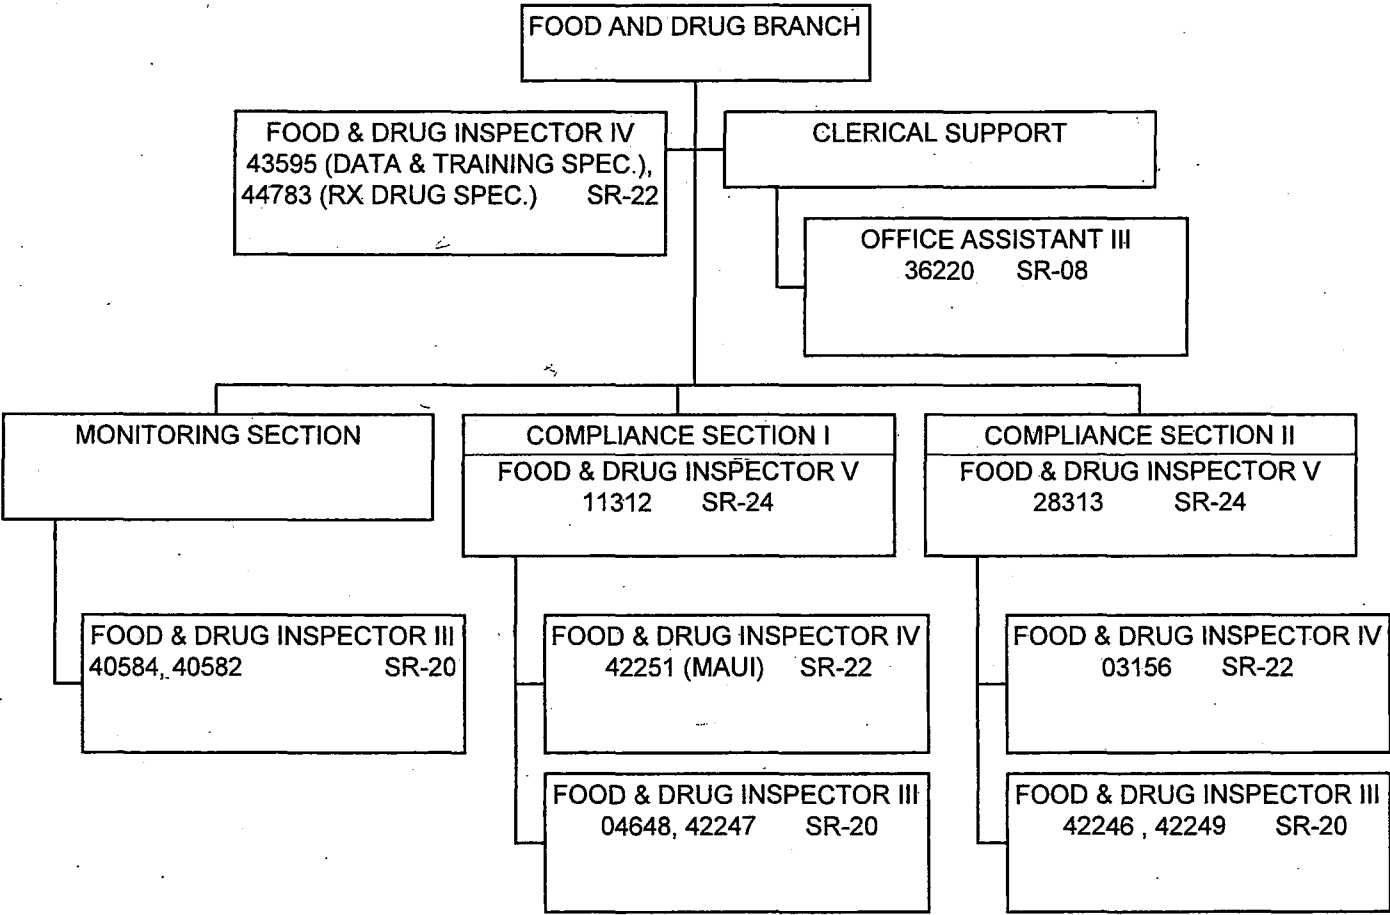 FOOD AND DRUG BRANCH
FOOD & DRUG INSPECTOR IV
43595 (DATA & TRAINING SPEC.),
44783 (RX DRUG SPEC.) SR-22
CLERICAL SUPPORT
OFFICE ASSISTANT III
36220 SR-08
MONITORING SECTION
FOOD & DRUG INSPECTOR III
40584, 40582 SR-20
COMPLIANCE SECTION I
FOOD & DRUG INSPECTOR V
11312 SR-24
FOOD & DRUG INSPECTOR IV
42251 (MAUI) SR-22
FOOD & DRUG INSPECTOR III
04648, 42247 SR-20
COMPLIANCE SECTION II
FOOD & DRUG INSPECTOR V
28313 SR-24
FOOD & DRUG INSPECTOR IV
03156 SR-22
FOOD & DRUG INSPECTOR III
42246 , 42249 SR-20